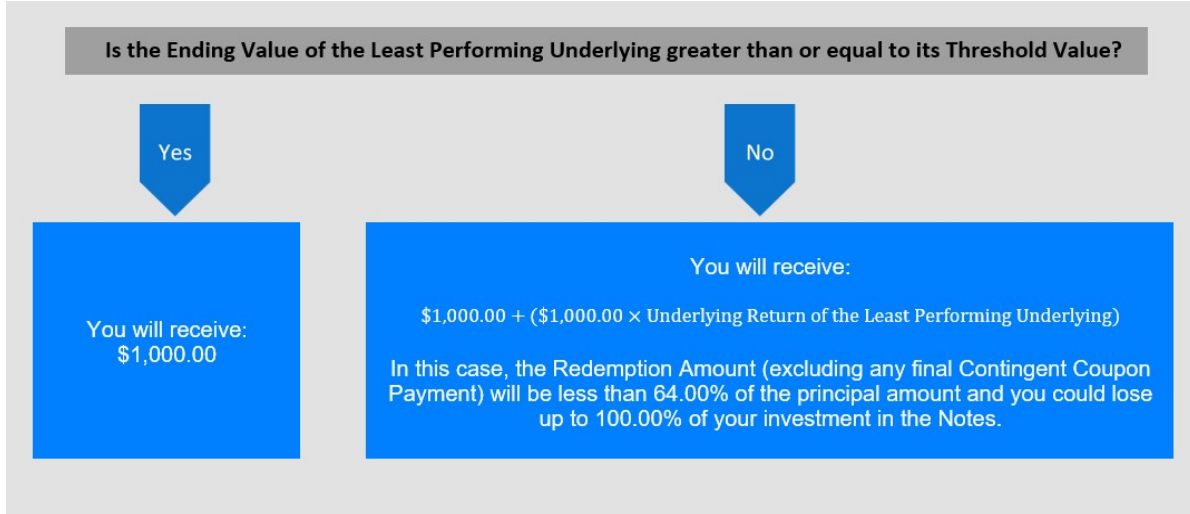 Is the Ending Value of the Least Performing Underlying greater than or equal to its Threshold Value?
Yes
No
You will receive:
$1,000.00
You will receive:
$1,000.00 + ($1,000.00 × Underlying Return of the Least Performing Underlying)
In this case, the Redemption Amount (excluding any final Contingent Coupon
Payment) will be less than 64.00% of the principal amount and you could lose
up to 100.00% of your investment in the Notes.